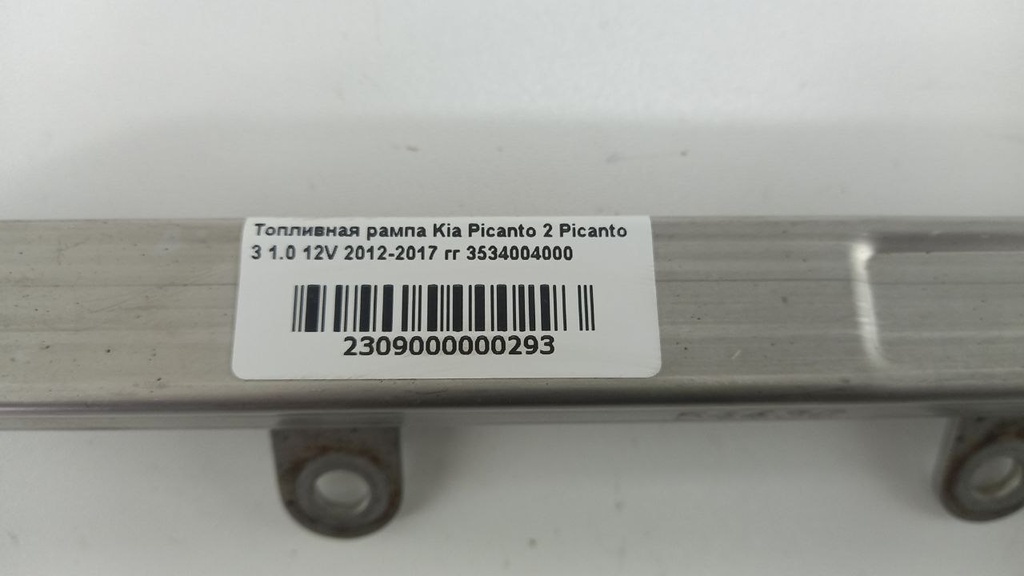 Топливная рампа Kia Picanto 2 Picanto
3 1.0 12V 2012-2017 гг 3534004000
2309000000293